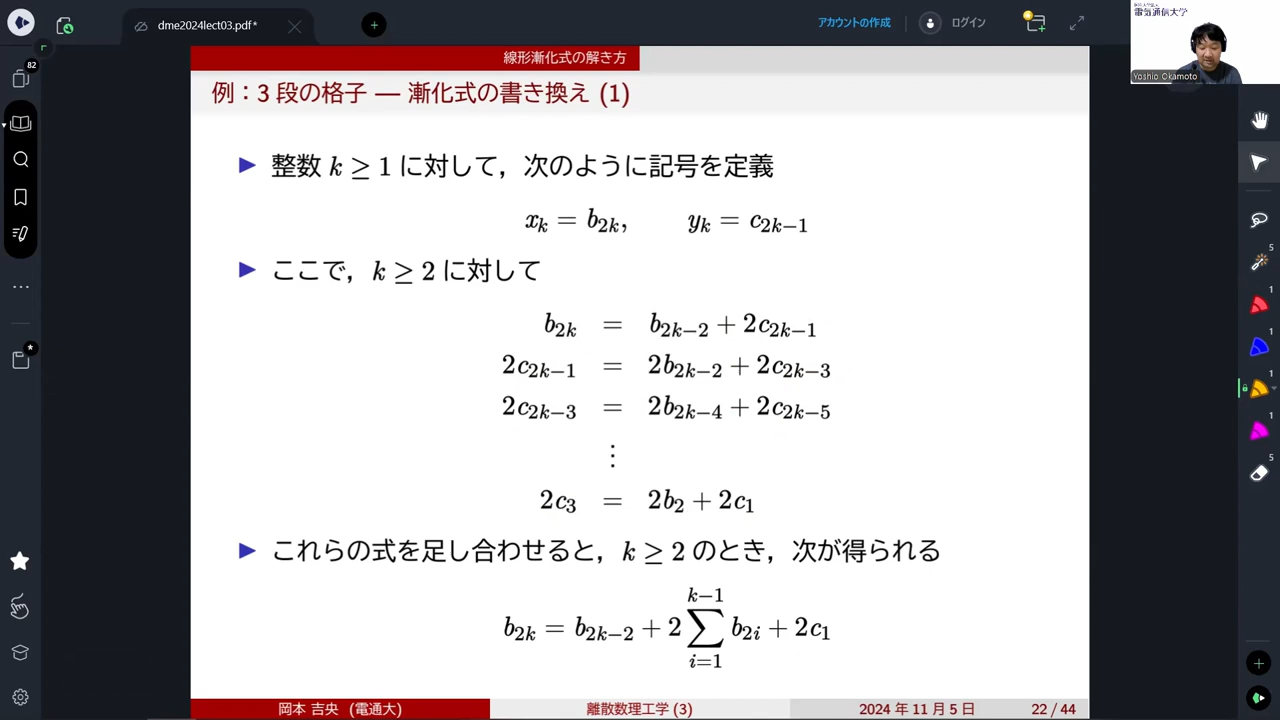 dme2024lect03.pdf*
アカウントの作成
ログイン
電気通信大学
Yoshio Okamoto
82
線形漸化式の解き方
例：3 段の格子 — 漸化式の書き換え (1)
▶ 整数 k ≥ 1 に対して，次のように記号を定義
x_k = b_{2k}, y_k = c_{2k−1}
▶ ここで，k ≥ 2 に対して
b_{2k} = b_{2k−2} + 2c_{2k−1}
2c_{2k−1} = 2b_{2k−2} + 2c_{2k−3}
2c_{2k−3} = 2b_{2k−4} + 2c_{2k−5}
⋮
2c_3 = 2b_2 + 2c_1
▶ これらの式を足し合わせると，k ≥ 2 のとき，次が得られる
b_{2k} = b_{2k−2} + 2 \sum_{i=1}^{k−1} b_{2i} + 2c_1
岡本 吉央 (電通大)
離散数理工学 (3)
2024 年 11 月 5 日
22 / 44
5
1
1
1
1
5